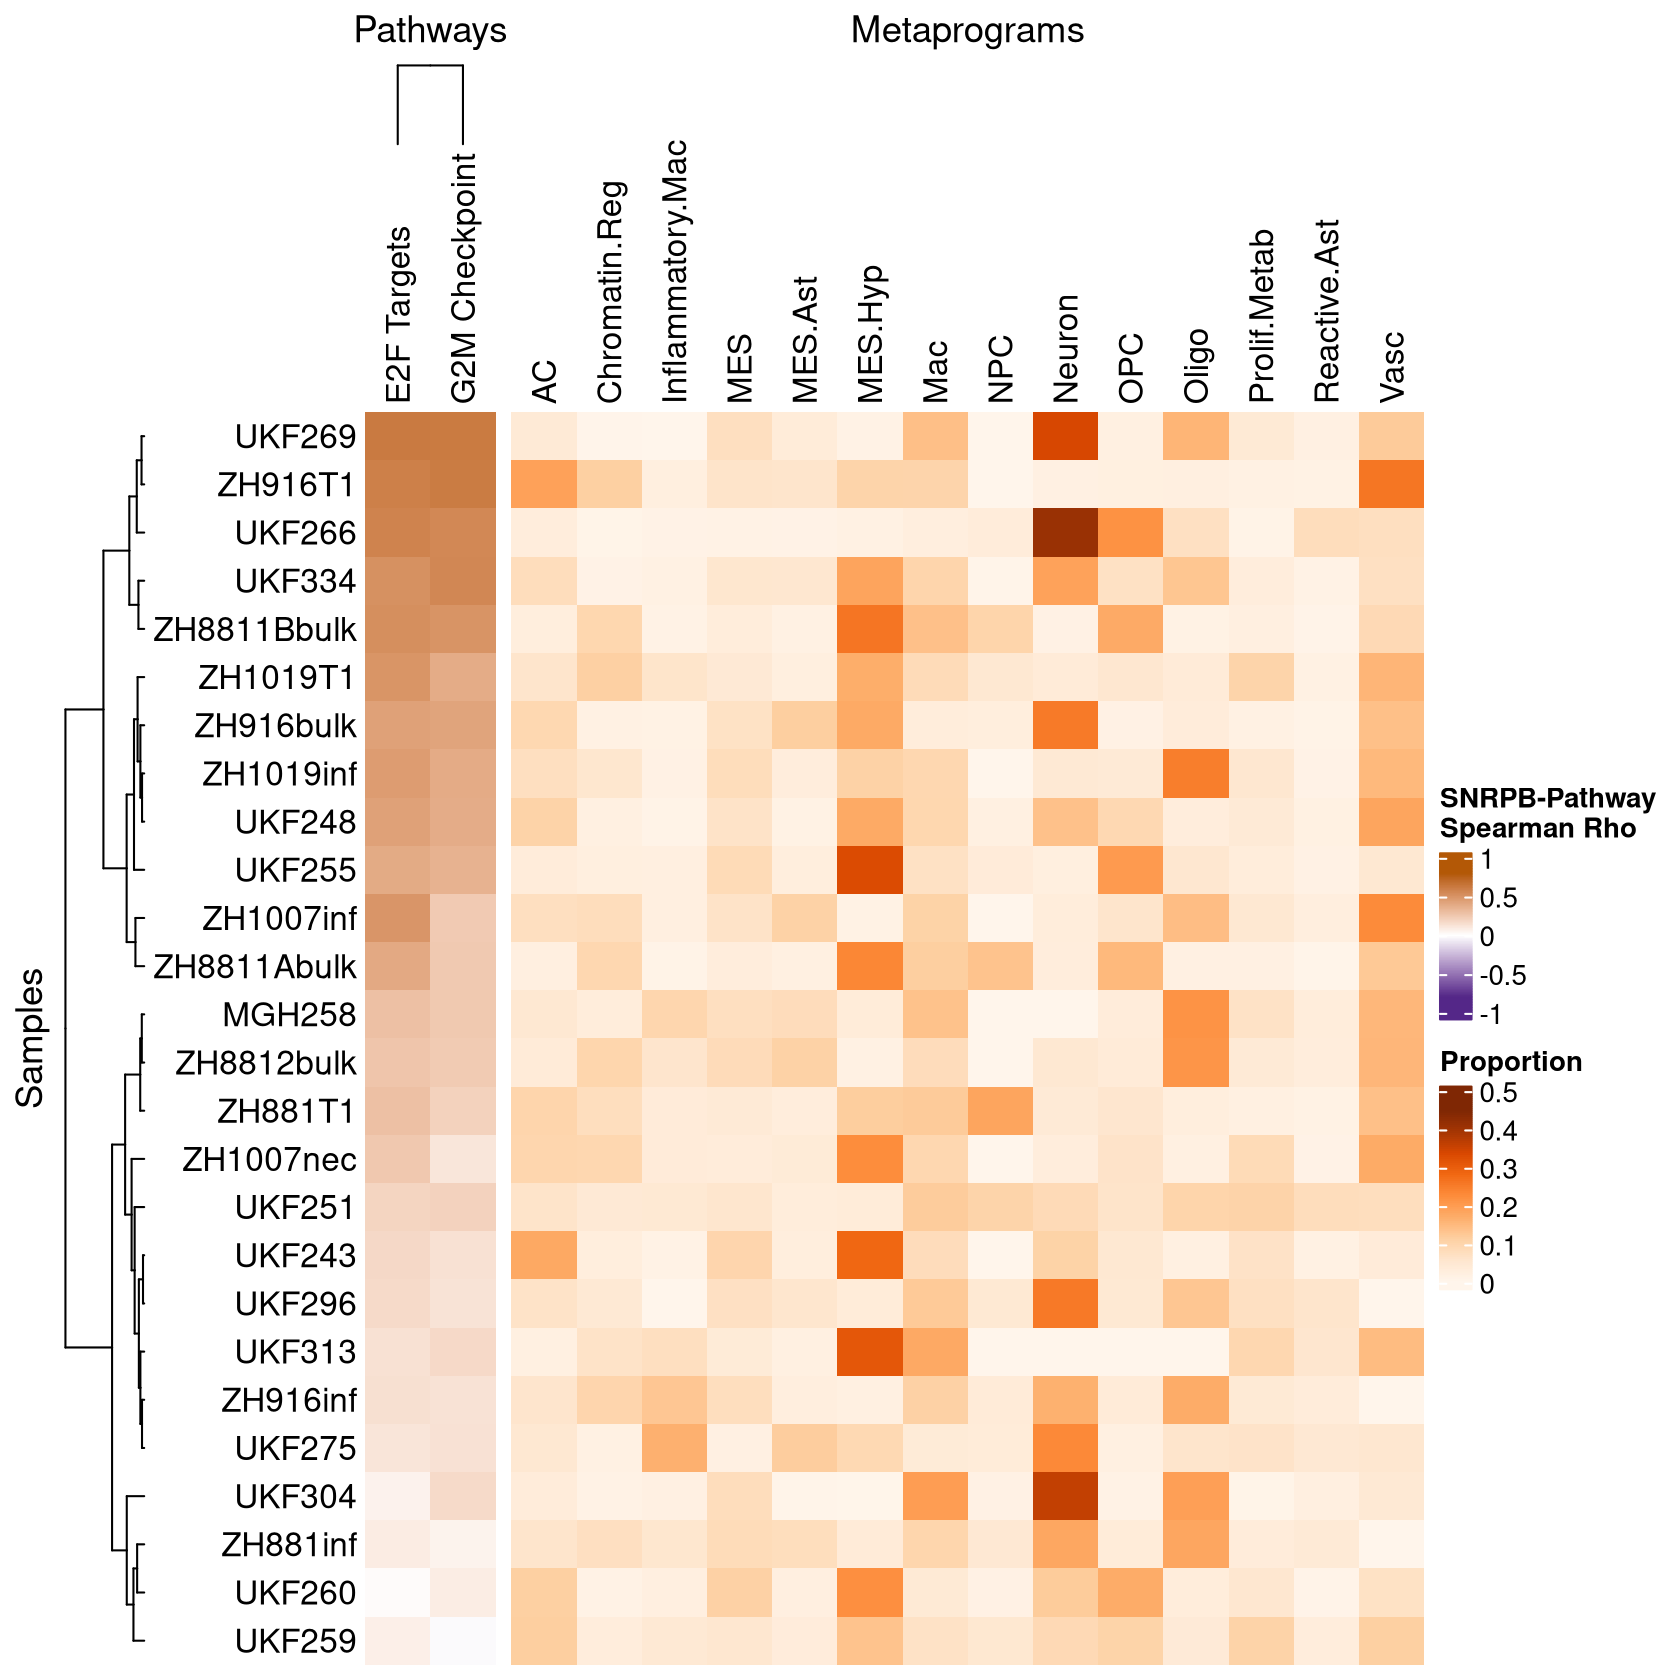 Pathways
Metaprograms
E2F Targets
G2M Checkpoint
AC
Chromatin.Reg
Inflammatory.Mac
MES
MES.Ast
MES.Hyp
Mac
NPC
Neuron
OPC
Oligo
Prolif.Metab
Reactive.Ast
Vasc
Samples
UKF269
ZH916T1
UKF266
UKF334
ZH8811Bbulk
ZH1019T1
ZH916bulk
ZH1019inf
UKF248
UKF255
ZH1007inf
ZH8811Abulk
MGH258
ZH8812bulk
ZH881T1
ZH1007nec
UKF251
UKF243
UKF296
UKF313
ZH916inf
UKF275
UKF304
ZH881inf
UKF260
UKF259
SNRPB-Pathway
Spearman Rho
1
0.5
0
-0.5
-1
Proportion
0.5
0.4
0.3
0.2
0.1
0